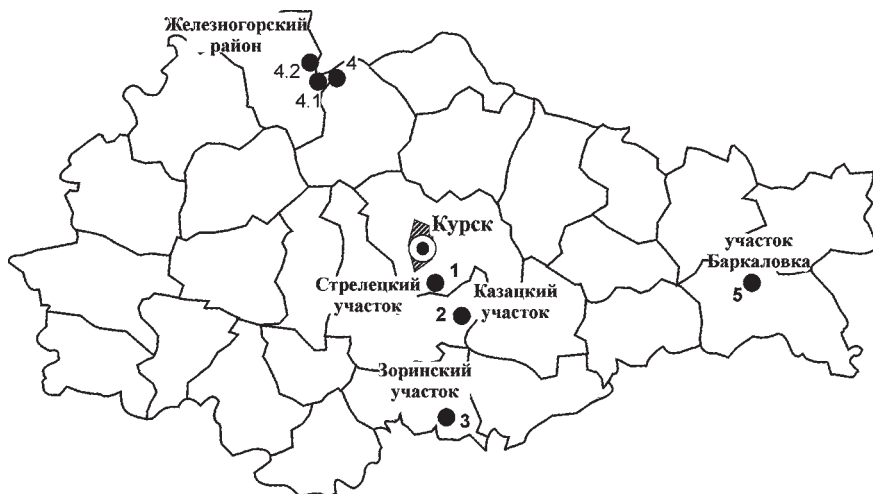 Железногорский
район
4.2
4
4.1
Курск
участок
Баркаловка
1
Стрелецкий
участок
Казацкий
участок
5
2
Зоринский
участок
3